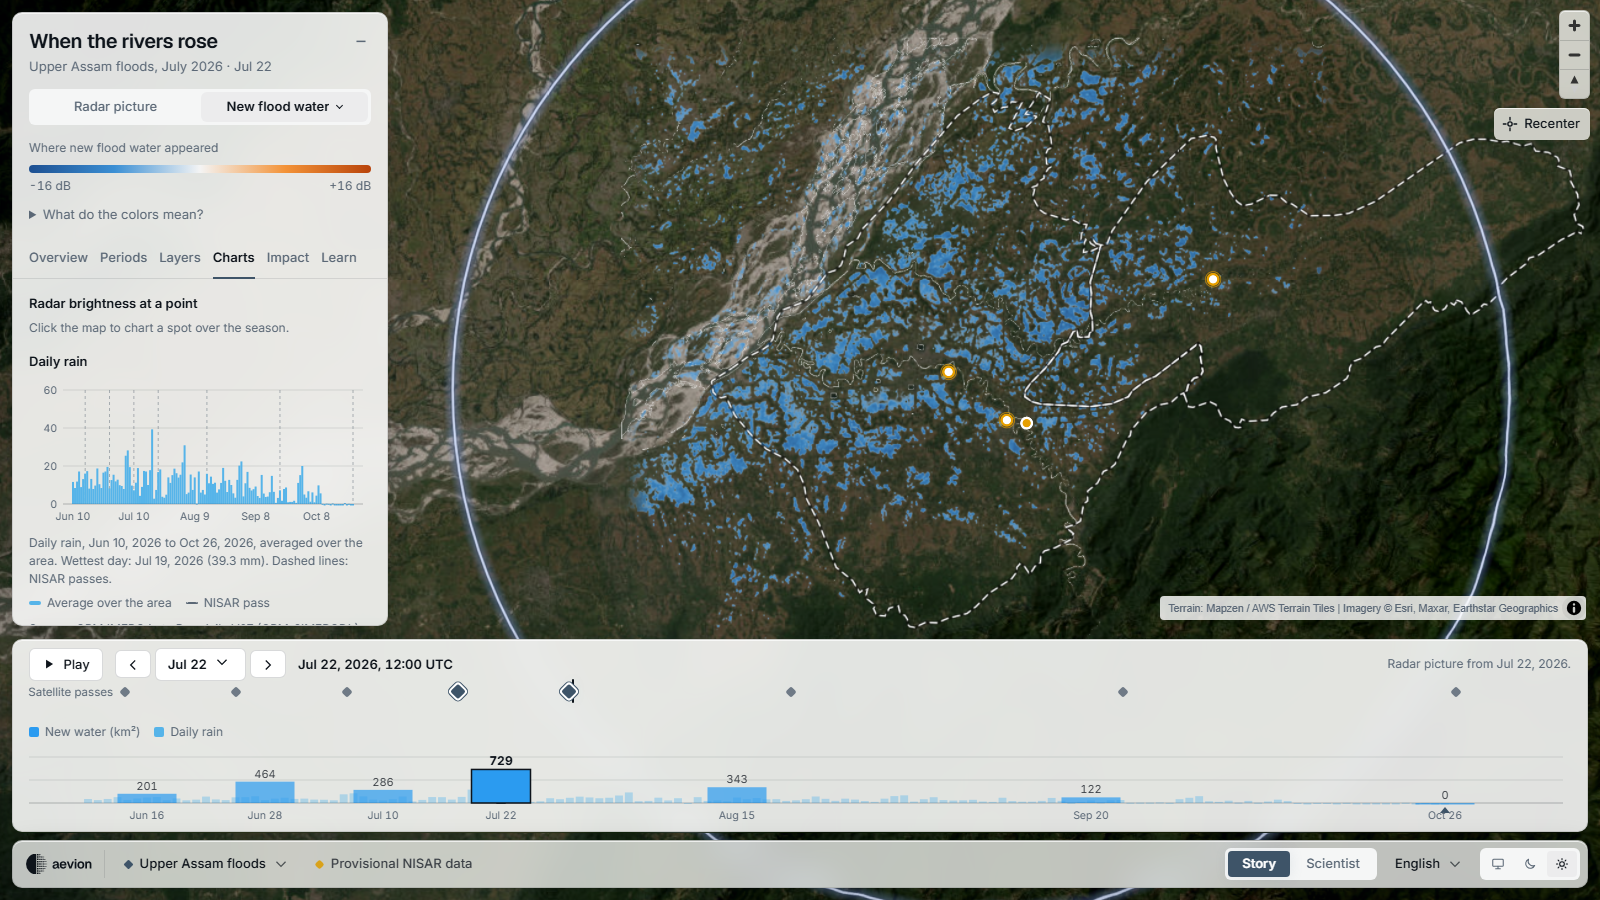 When the rivers rose
Upper Assam floods, July 2026 · Jul 22
Radar picture
New flood water
Where new flood water appeared
-16 dB
+16 dB
What do the colors mean?
Overview Periods Layers Charts Impact Learn
Radar brightness at a point
Click the map to chart a spot over the season.
Daily rain
60
40
20
0
Jun 10 Jul 10 Aug 9 Sep 8 Oct 8
Daily rain, Jun 10, 2026 to Oct 26, 2026, averaged over the
area. Wettest day: Jul 19, 2026 (39.3 mm). Dashed lines:
NISAR passes.
Average over the area NISAR pass
Recenter
Terrain: Mapzen / AWS Terrain Tiles | Imagery © Esri, Maxar, Earthstar Geographics
Play
Jul 22
Jul 22, 2026, 12:00 UTC
Radar picture from Jul 22, 2026.
Satellite passes
New water (km²) Daily rain
201 464 286 729 343 122 0
Jun 16 Jun 28 Jul 10 Jul 22 Aug 15 Sep 20 Oct 26
aevion
Upper Assam floods
Provisional NISAR data
Story
Scientist
English